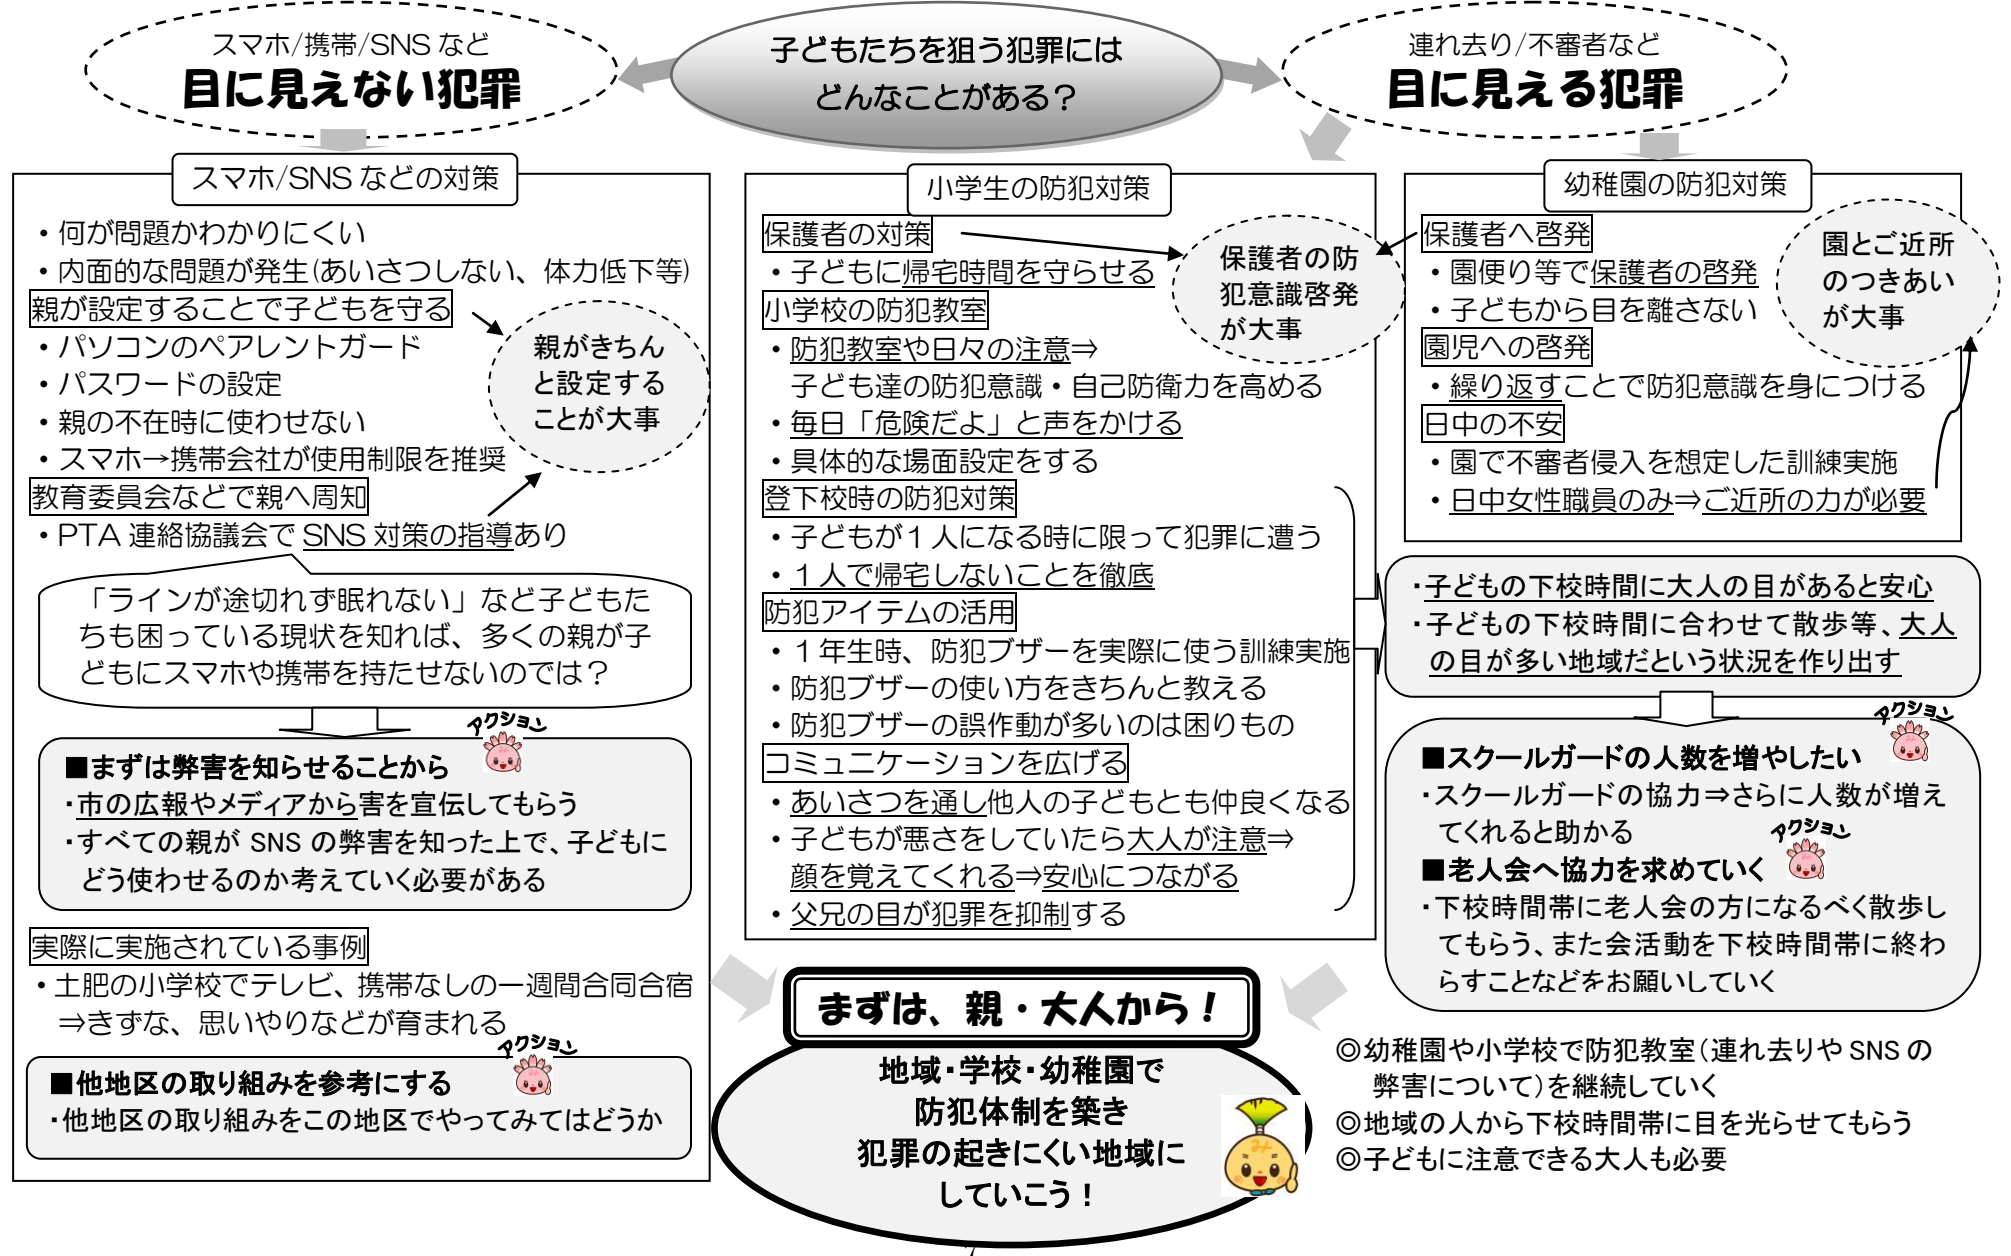 子どもたちを狙う犯罪には
どんなことがある？
スマホ/携帯/SNS など
目に見えない犯罪
連れ去り/不審者など
目に見える犯罪
スマホ/SNS などの対策
・何が問題かわかりにくい
・内面的な問題が発生(あいさつしない、体力低下等)
親が設定することで子どもを守る
・パソコンのペアレントガード
・パスワードの設定
・親の不在時に使わせない
・スマホ→携帯会社が使用制限を推奨
教育委員会などで親へ周知
・PTA 連絡協議会で SNS 対策の指導あり
親がきちん
と設定する
ことが大事
「ラインが途切れず眠れない」など子どもた
ちも困っている現状を知れば、多くの親が子
どもにスマホや携帯を持たせないのでは？
アクション
■まずは弊害を知らせることから
・市の広報やメディアから害を宣伝してもらう
・すべての親が SNS の弊害を知った上で、子どもに
どう使わせるのか考えていく必要がある
実際に実施されている事例
・土肥の小学校でテレビ、携帯なしの一週間合同合宿
⇒きずな、思いやりなどが育まれる
アクション
■他地区の取り組みを参考にする
・他地区の取り組みをこの地区でやってみてはどうか
小学生の防犯対策
保護者の対策
・子どもに帰宅時間を守らせる
小学校の防犯教室
・防犯教室や日々の注意⇒
子ども達の防犯意識・自己防衛力を高める
・毎日「危険だよ」と声をかける
・具体的な場面設定をする
登下校時の防犯対策
・子どもが１人になる時に限って犯罪に遭う
・１人で帰宅しないことを徹底
防犯アイテムの活用
・１年生時、防犯ブザーを実際に使う訓練実施
・防犯ブザーの使い方をきちんと教える
・防犯ブザーの誤作動が多いのは困りもの
コミュニケーションを広げる
・あいさつを通し他人の子どもとも仲良くなる
・子どもが悪さをしていたら大人が注意⇒
顔を覚えてくれる⇒安心につながる
・父兄の目が犯罪を抑制する
保護者の防
犯意識啓発
が大事
幼稚園の防犯対策
保護者へ啓発
・園便り等で保護者の啓発
・子どもから目を離さない
園児への啓発
・繰り返すことで防犯意識を身につける
日中の不安
・園で不審者侵入を想定した訓練実施
・日中女性職員のみ⇒ご近所の力が必要
園とご近所
のつきあい
が大事
・子どもの下校時間に大人の目があると安心
・子どもの下校時間に合わせて散歩等、大人
の目が多い地域だという状況を作り出す
アクション
■スクールガードの人数を増やしたい
・スクールガードの協力⇒さらに人数が増え
てくれると助かる
アクション
■老人会へ協力を求めていく
・下校時間帯に老人会の方になるべく散歩し
てもらう、また会活動を下校時間帯に終わ
らすことなどをお願いしていく
まずは、親・大人から！
地域・学校・幼稚園で
防犯体制を築き
犯罪の起きにくい地域に
していこう！
み
◎幼稚園や小学校で防犯教室（連れ去りや SNS の
弊害について）を継続していく
◎地域の人から下校時間帯に目を光らせてもらう
◎子どもに注意できる大人も必要